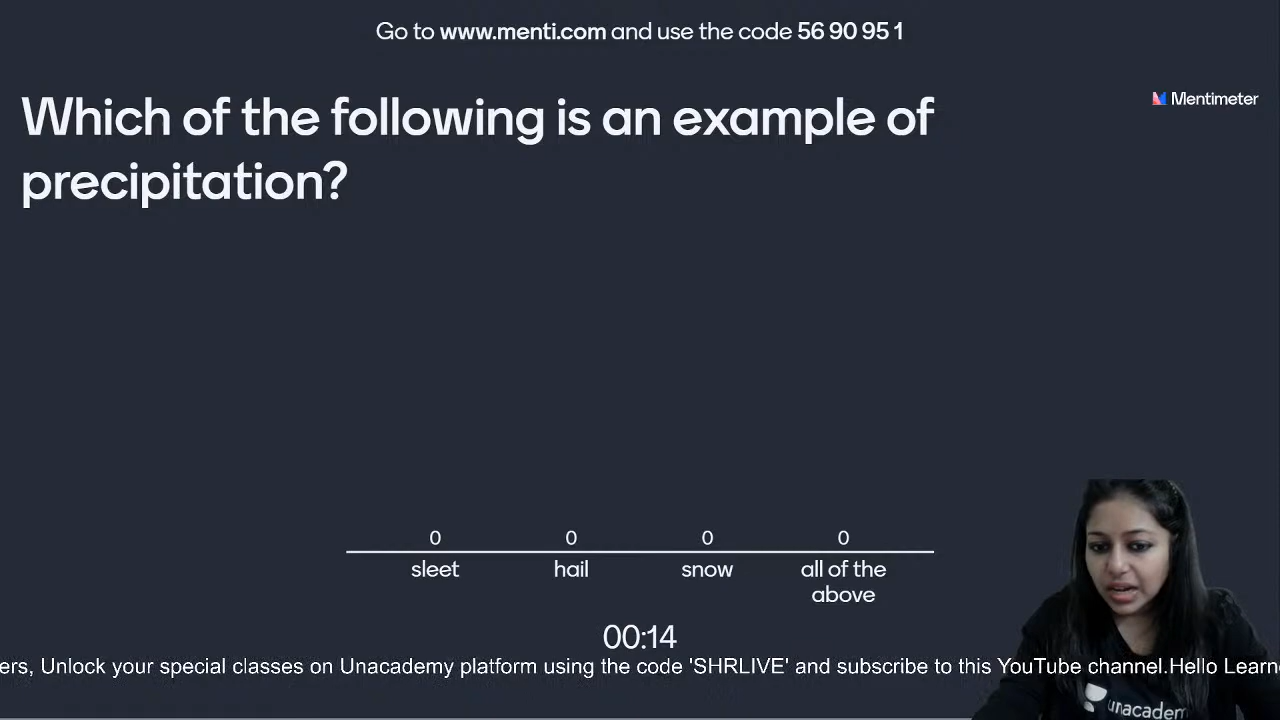 Go to www.menti.com and use the code 56 90 95 1
Mentimeter
Which of the following is an example of
precipitation?
0 0 0 0
sleet hail snow all of the
above
00:14
ers, Unlock your special classes on Unacademy platform using the code 'SHRLIVE' and subscribe to this YouTube channel.Hello Learn
unacadem